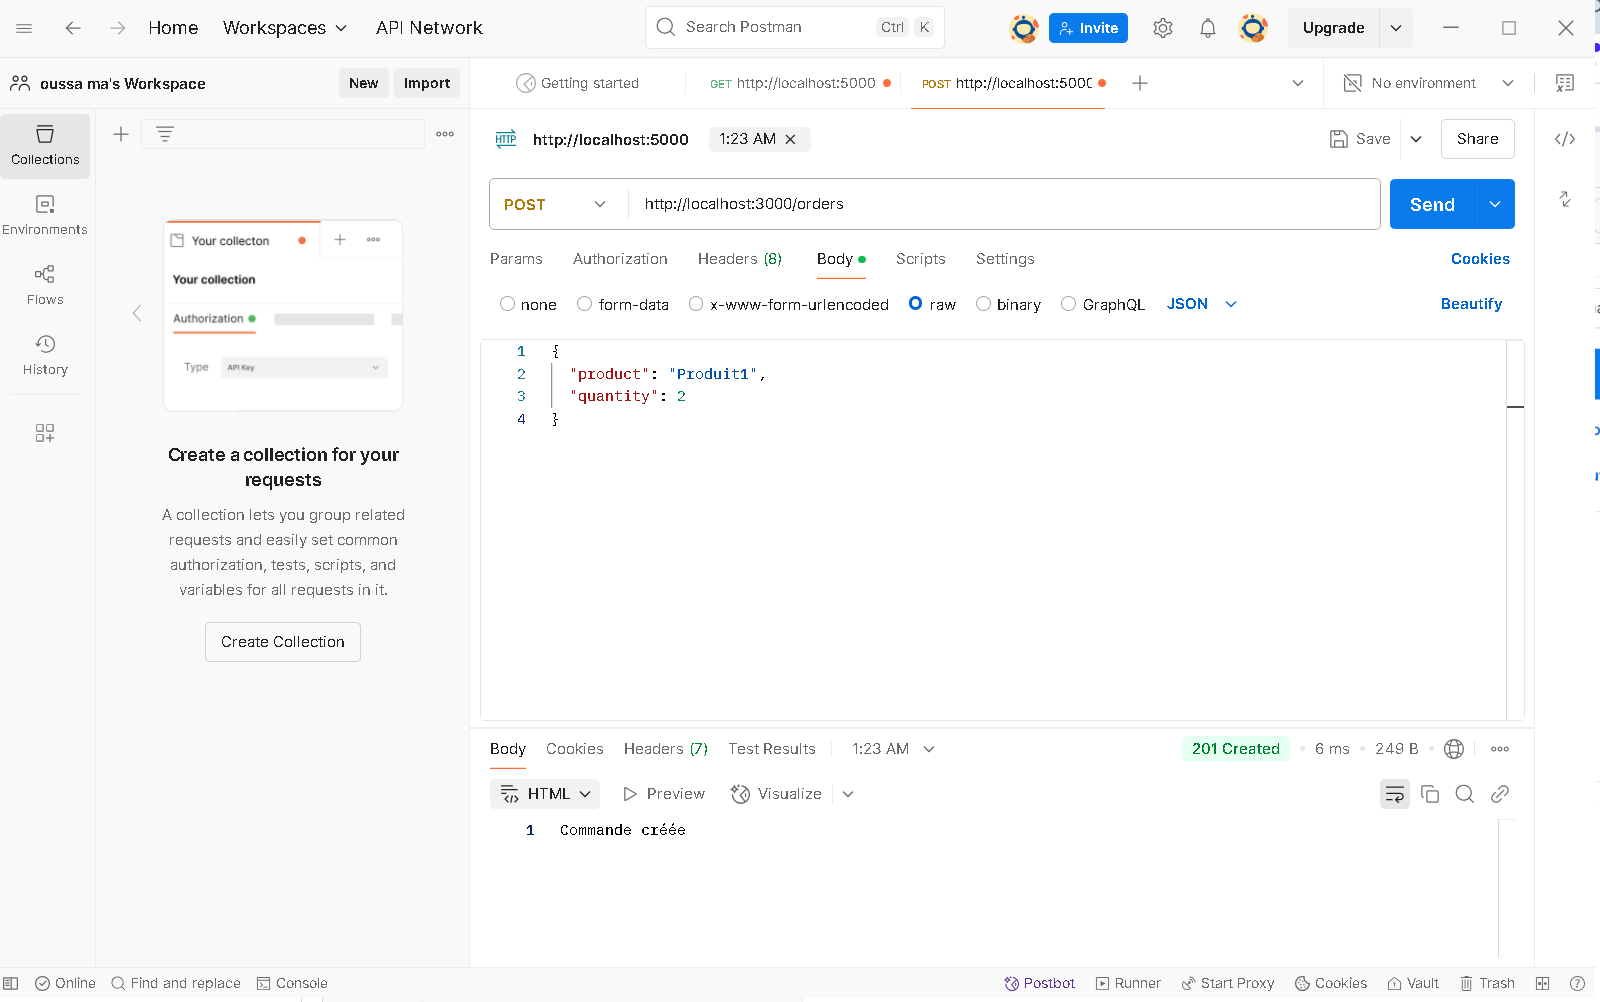 Home Workspaces API Network Search Postman Ctrl K Invite Upgrade
oussa ma's Workspace New Import Getting started GET http://localhost:5000 POST http://localhost:5000 No environment
Collections
Environments
Flows
History
Your collecton
Your collection
Authorization
Type API Key
Create a collection for your
requests
A collection lets you group related
requests and easily set common
authorization, tests, scripts, and
variables for all requests in it.
Create Collection
HTTP http://localhost:5000 1:23 AM Save Share
POST http://localhost:3000/orders Send
Params Authorization Headers (8) Body Scripts Settings Cookies
none form-data x-www-form-urlencoded raw binary GraphQL JSON Beautify
1 {
2 "product": "Produit1",
3 "quantity": 2
4 }
Body Cookies Headers (7) Test Results 1:23 AM 201 Created 6 ms 249 B
HTML Preview Visualize
1 Commande créée
Online Find and replace Console Postbot Runner Start Proxy Cookies Vault Trash